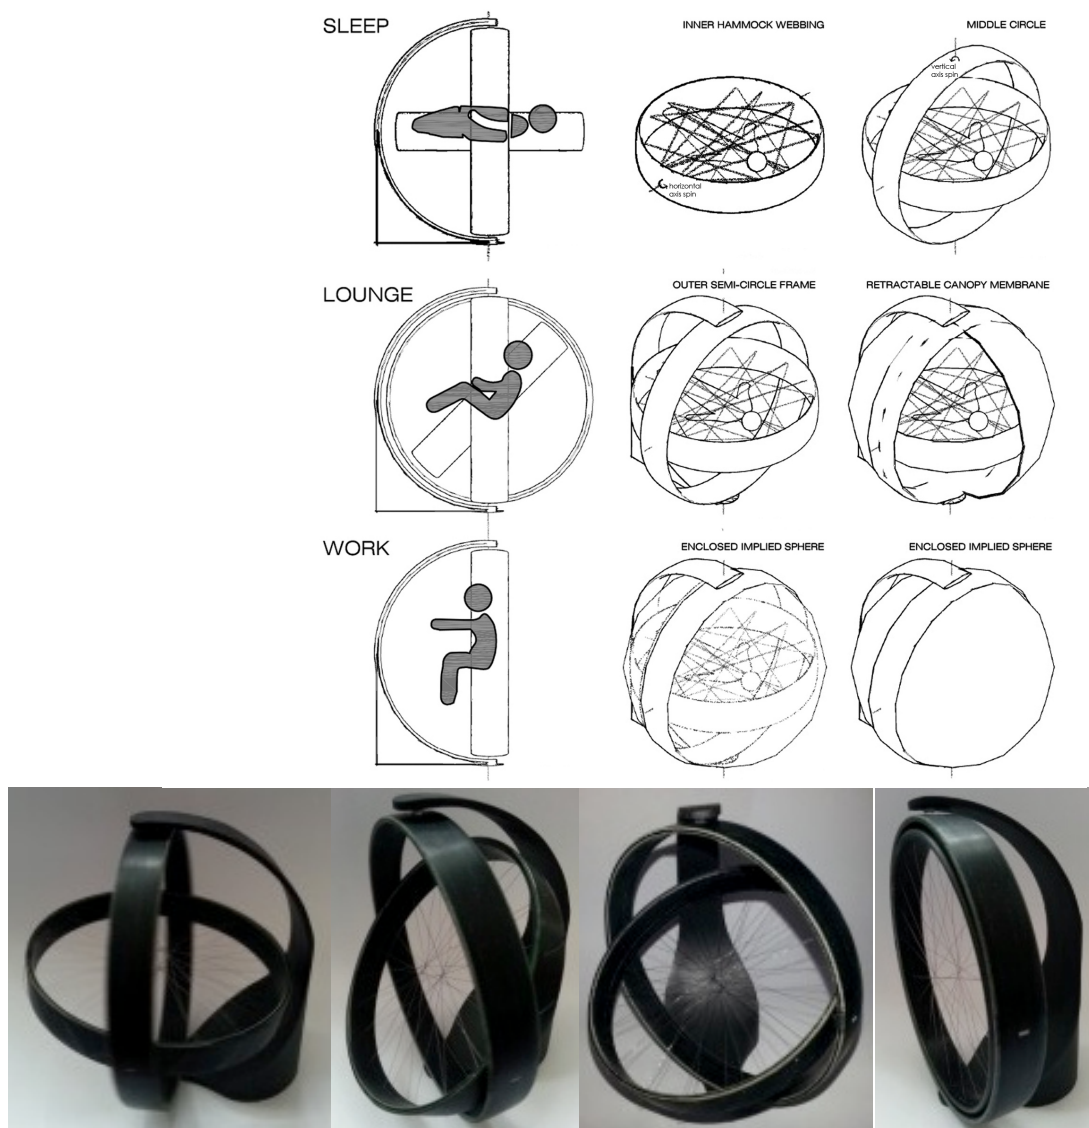 SLEEP
INNER HAMMOCK WEBBING
MIDDLE CIRCLE
vertical
axis spin
horizontal
axis spin
LOUNGE
OUTER SEMI-CIRCLE FRAME
RETRACTABLE CANOPY MEMBRANE
WORK
ENCLOSED IMPLIED SPHERE
ENCLOSED IMPLIED SPHERE